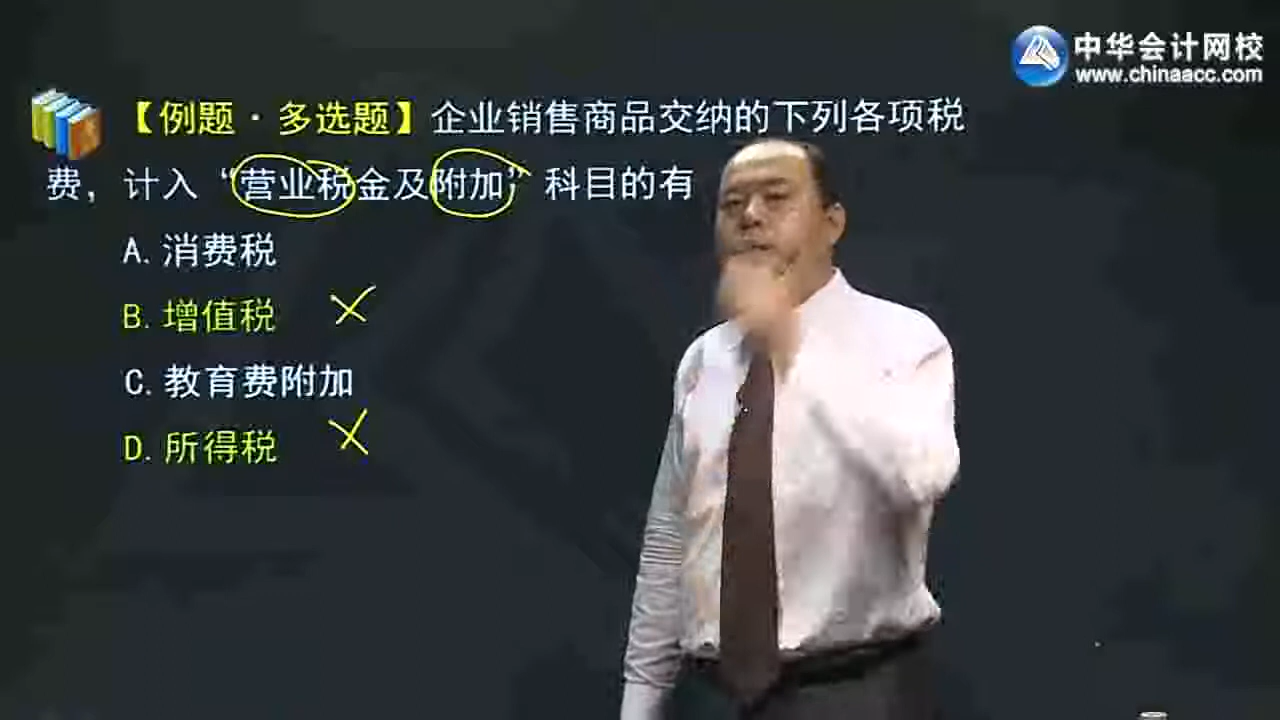 中华会计网校
www.chinaacc.com
【例题·多选题】企业销售商品交纳的下列各项税
费，计入“营业税金及附加”科目的有
A.消费税
B.增值税
C.教育费附加
D.所得税